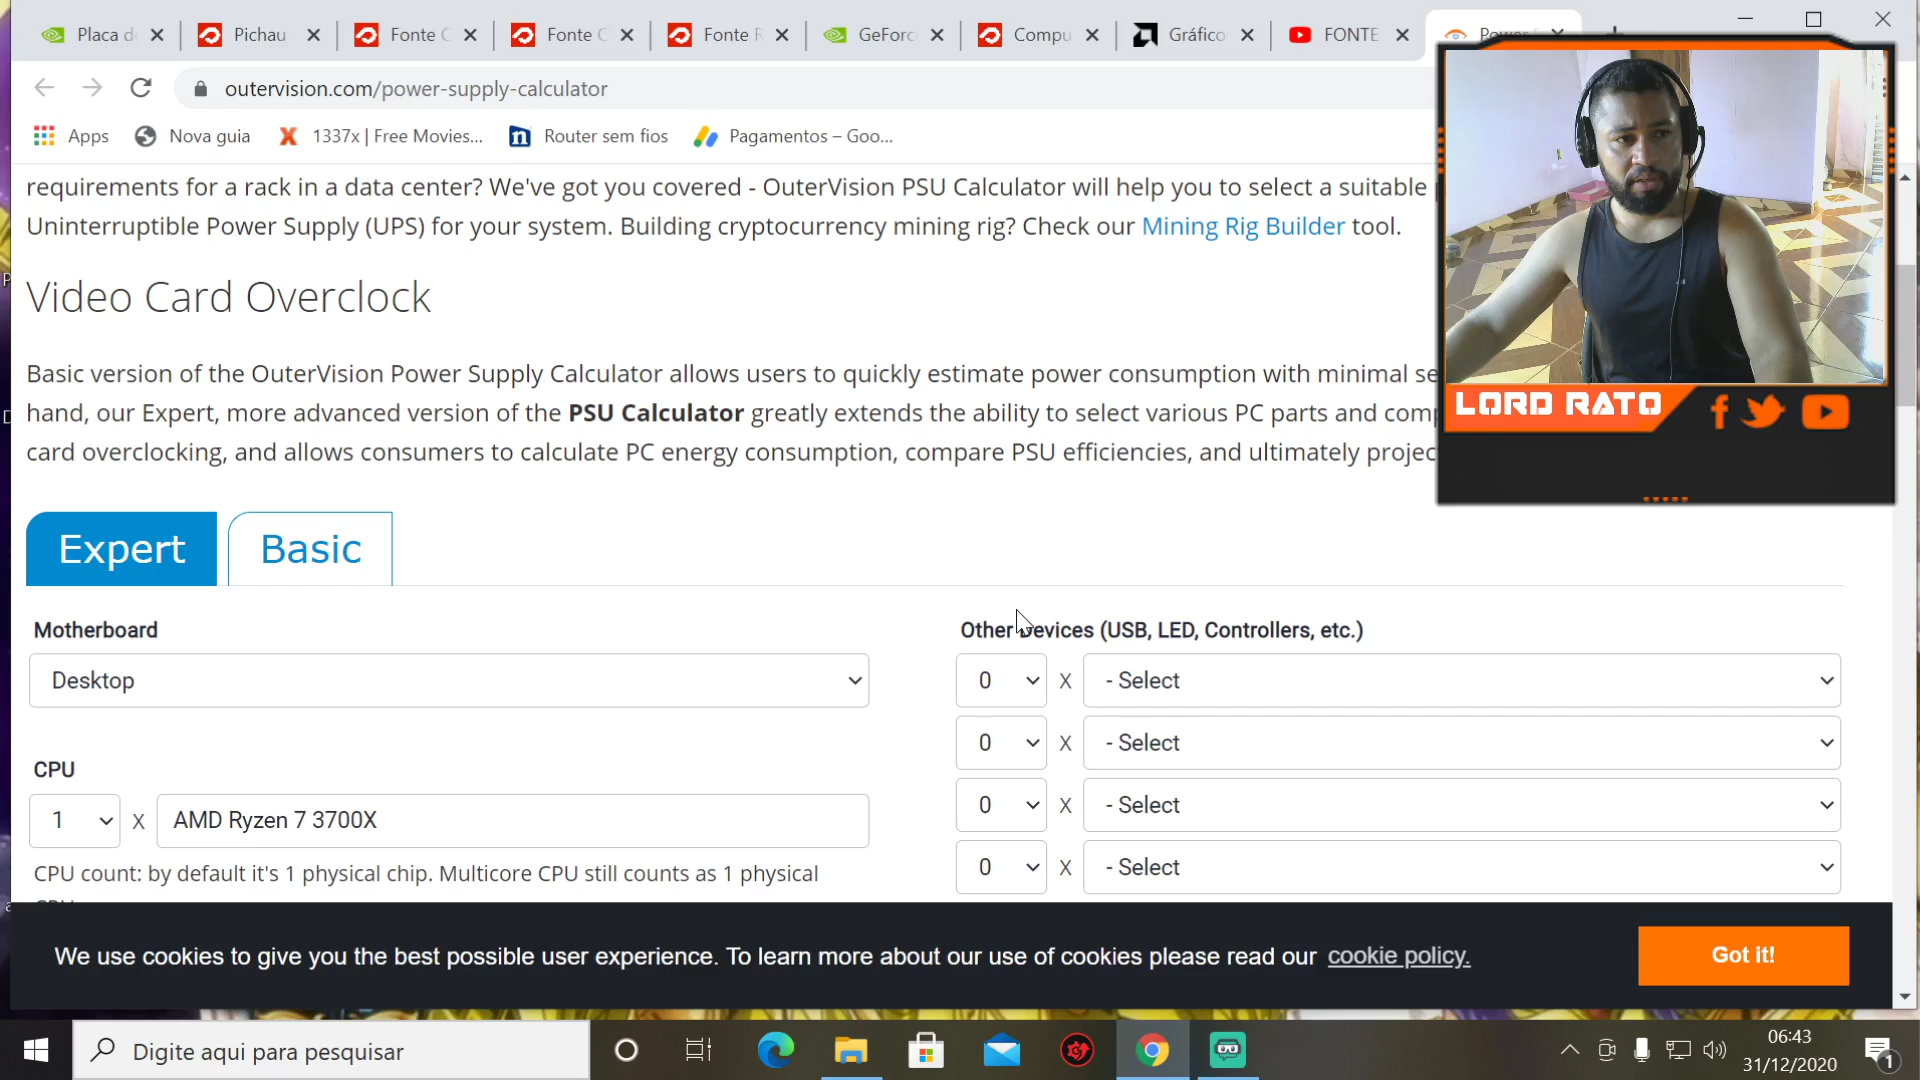 Placa d
Pichau
Fonte C
Fonte C
Fonte R
GeForc
Compu
Gráfico
FONTE
outervision.com/power-supply-calculator
Apps
Nova guia
1337x | Free Movies...
Router sem fios
Pagamentos – Goo...
requirements for a rack in a data center? We've got you covered - OuterVision PSU Calculator will help you to select a suitable
Uninterruptible Power Supply (UPS) for your system. Building cryptocurrency mining rig? Check our Mining Rig Builder tool.
Video Card Overclock
Basic version of the OuterVision Power Supply Calculator allows users to quickly estimate power consumption with minimal se
hand, our Expert, more advanced version of the PSU Calculator greatly extends the ability to select various PC parts and comp
card overclocking, and allows consumers to calculate PC energy consumption, compare PSU efficiencies, and ultimately projec
LORD RATO
Expert
Basic
Motherboard
Desktop
CPU
1 X AMD Ryzen 7 3700X
CPU count: by default it's 1 physical chip. Multicore CPU still counts as 1 physical
Other Devices (USB, LED, Controllers, etc.)
0 X - Select
0 X - Select
0 X - Select
0 X - Select
We use cookies to give you the best possible user experience. To learn more about our use of cookies please read our cookie policy.
Got it!
Digite aqui para pesquisar
06:43
31/12/2020
1